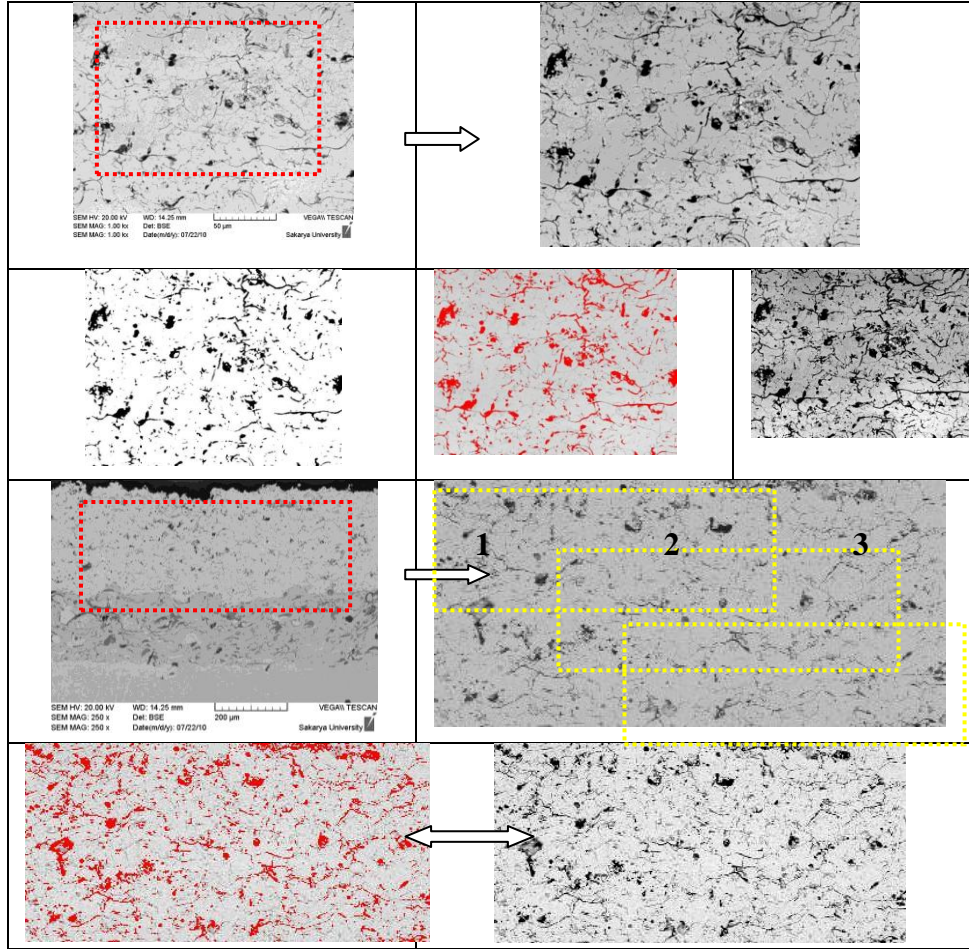 SEM HV: 20.00 kV WD: 14.25 mm VEGA\\ TESCAN
SEM MAG: 1.00 kx Det: BSE 50 µm
SEM MAG: 1.00 kx Date(m/d/y): 07/22/10 Sakarya University
1 2 3
SEM HV: 20.00 kV WD: 14.25 mm VEGA\\ TESCAN
SEM MAG: 250 x Det: BSE 200 µm
SEM MAG: 250 x Date(m/d/y): 07/22/10 Sakarya University